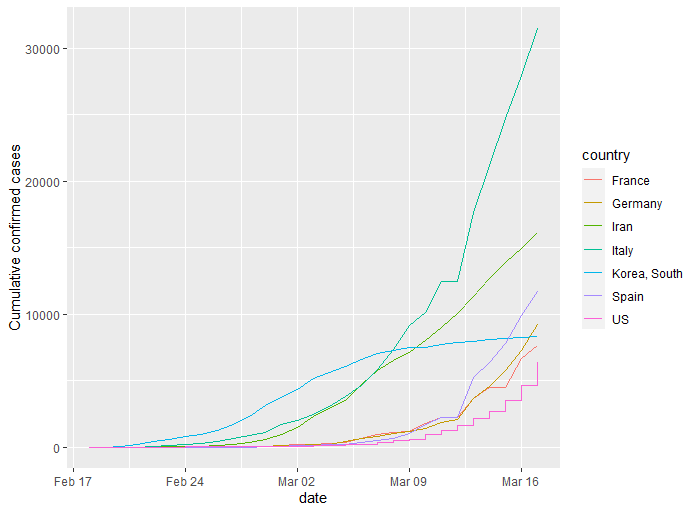 Cumulative confirmed cases
30000
20000
10000
0
Feb 17
Feb 24
Mar 02
Mar 09
Mar 16
date
country
France
Germany
Iran
Italy
Korea, South
Spain
US